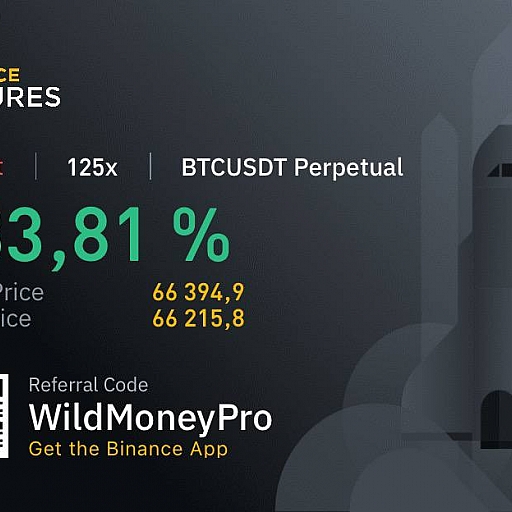 CE
URES
t | 125x | BTCUSDT Perpetual
3,81 %
Price 66 394,9
ice 66 215,8
Referral Code
WildMoneyPro
Get the Binance App